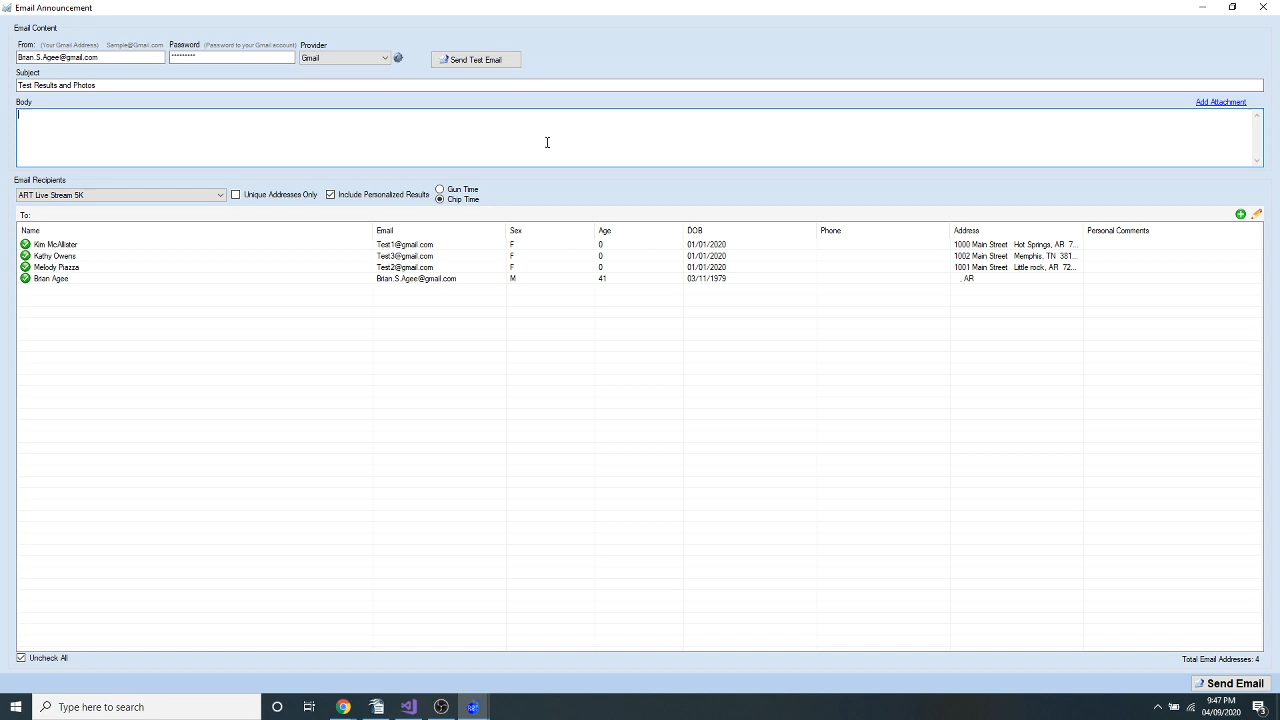 Email Announcement
Email Content
From: (Your Gmail Address) Sample@Gmail.com Password (Password to your Gmail account) Provider
Brian.S.Agee@gmail.com ********* Gmail Send Test Email
Subject
Test Results and Photos
Body Add Attachment
Email Recipients
ART Live Stream 5K Unique Addresses Only Include Personalized Results Gun Time
Chip Time
To:
Name Email Sex Age DOB Phone Address Personal Comments
Kim McAllister Test1@gmail.com F 0 01/01/2020 1000 Main Street Hot Springs, AR 7...
Kathy Owens Test3@gmail.com F 0 01/01/2020 1002 Main Street Memphis, TN 381...
Melody Piazza Test2@gmail.com F 0 01/01/2020 1001 Main Street Little rock, AR 72...
Brian Agee Brian.S.Agee@gmail.com M 41 03/11/1979 , AR
Uncheck All Total Email Addresses: 4
Send Email
Type here to search
9:47 PM
04/09/2020
3